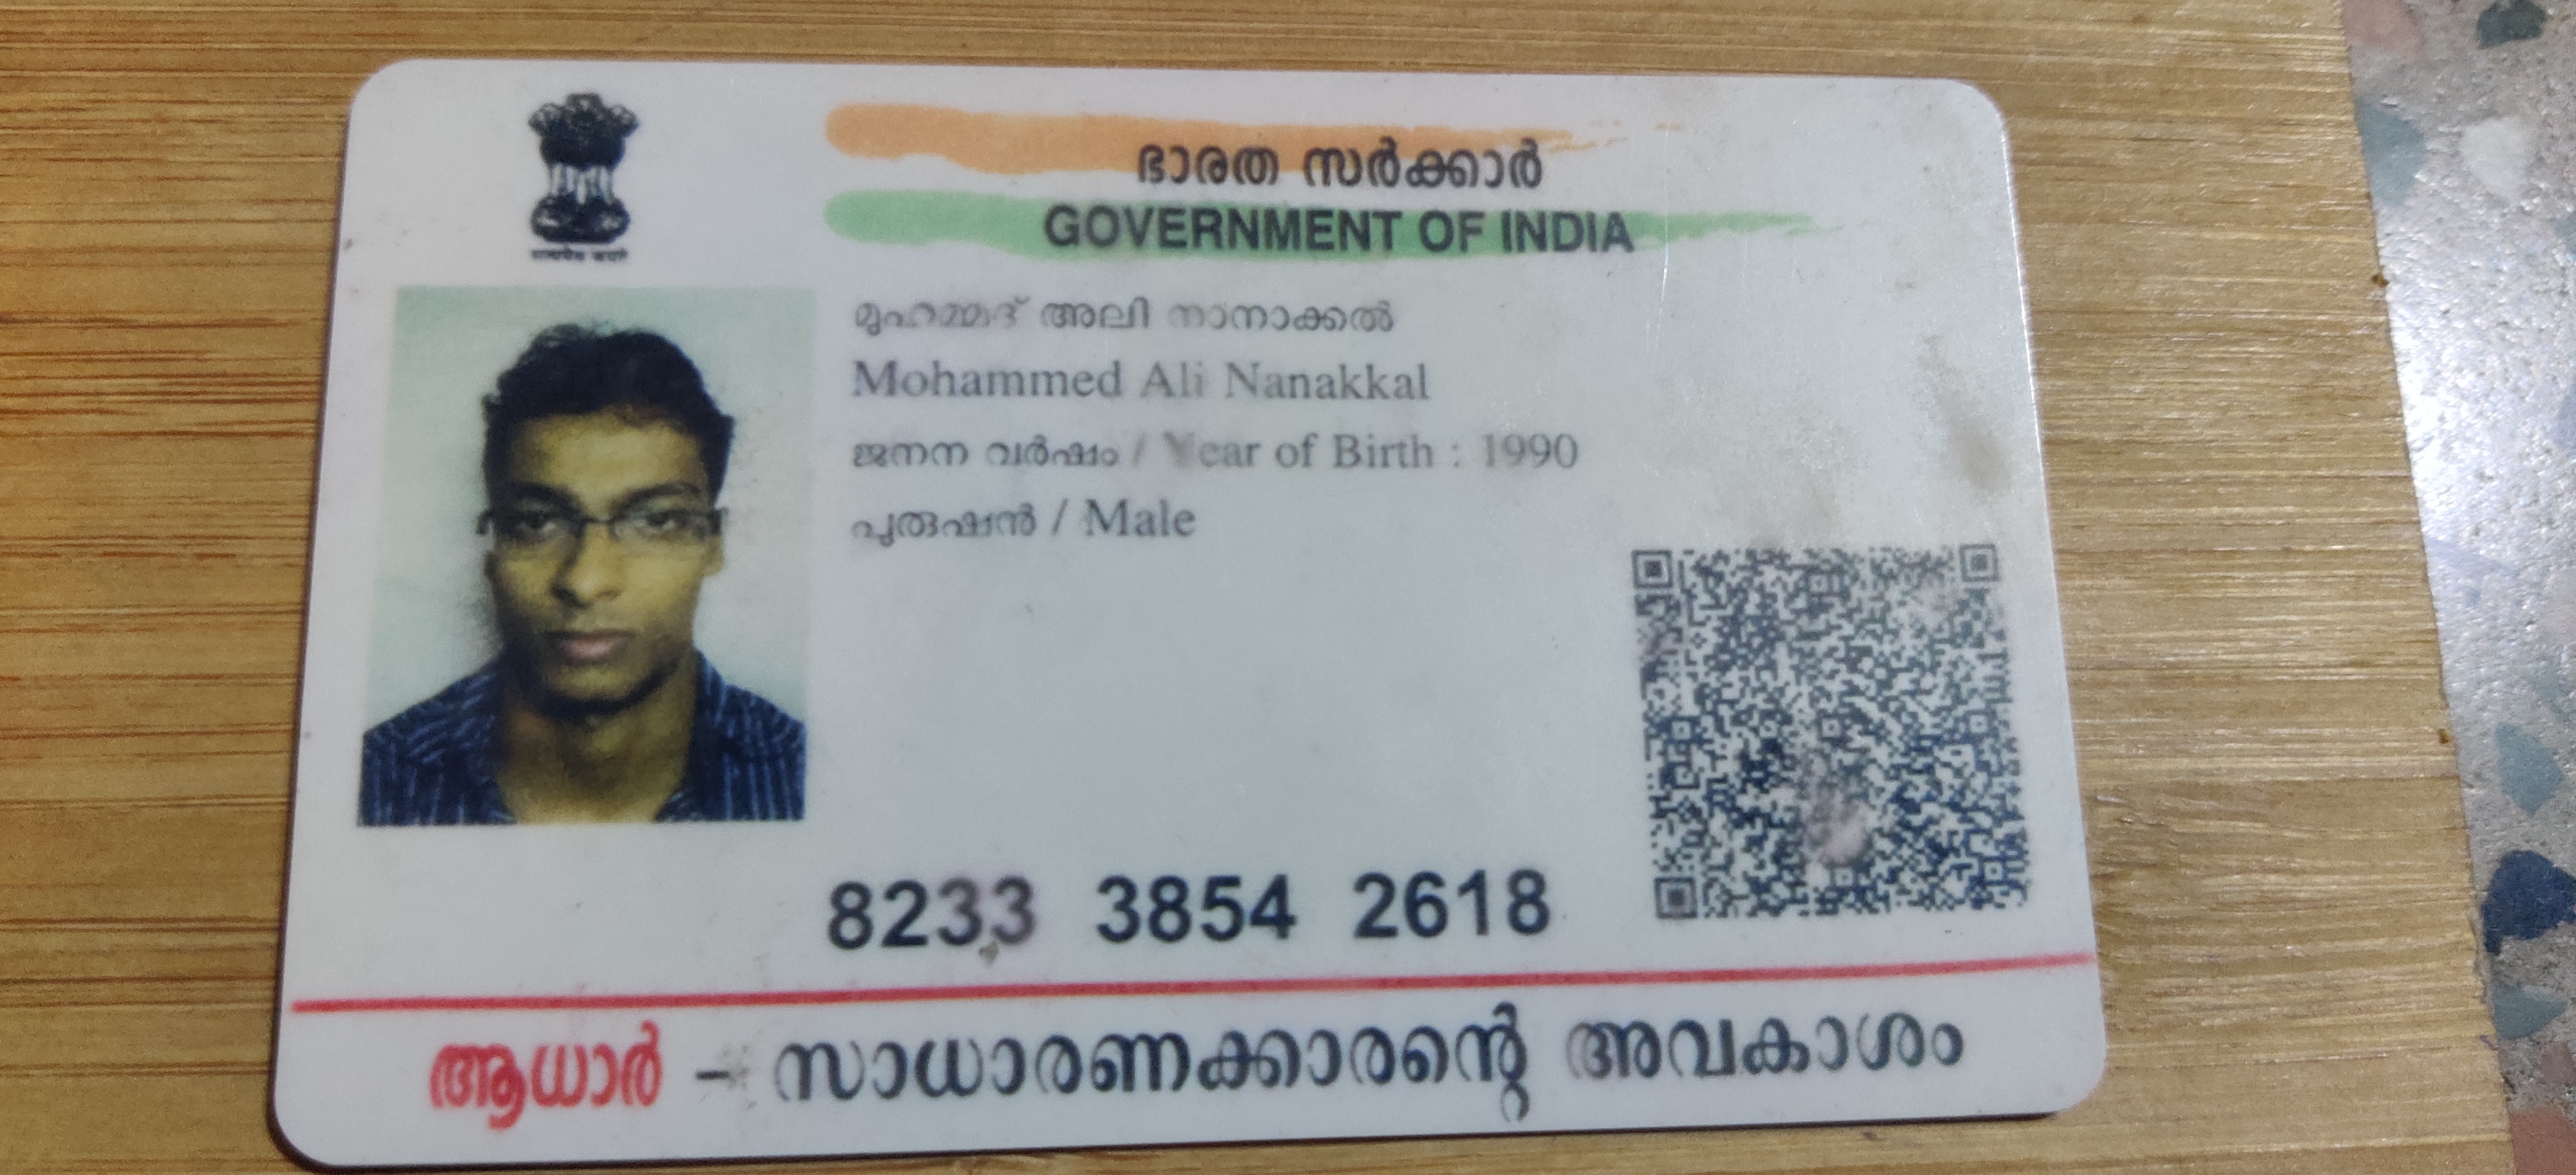 ഭാരത സർക്കാർ
GOVERNMENT OF INDIA
മുഹമ്മദ് അലി നാനാക്കൽ
Mohammed Ali Nanakkal
ജനന വർഷം / Year of Birth : 1990
പുരുഷൻ / Male
8233 3854 2618
ആധാർ - സാധാരണക്കാരന്റെ അവകാശം